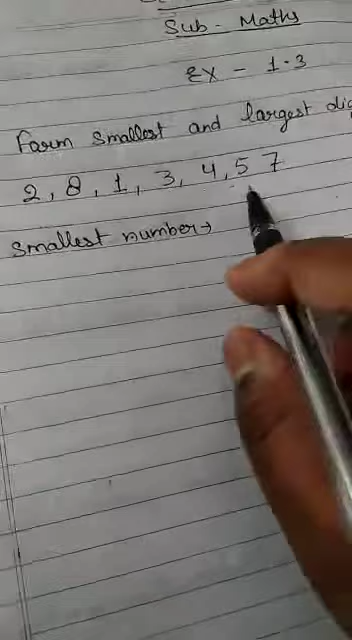 Sub - Maths
Ex - 1.3
Form smallest and largest
2, 8, 1, 3, 4, 5 7
Smallest number→